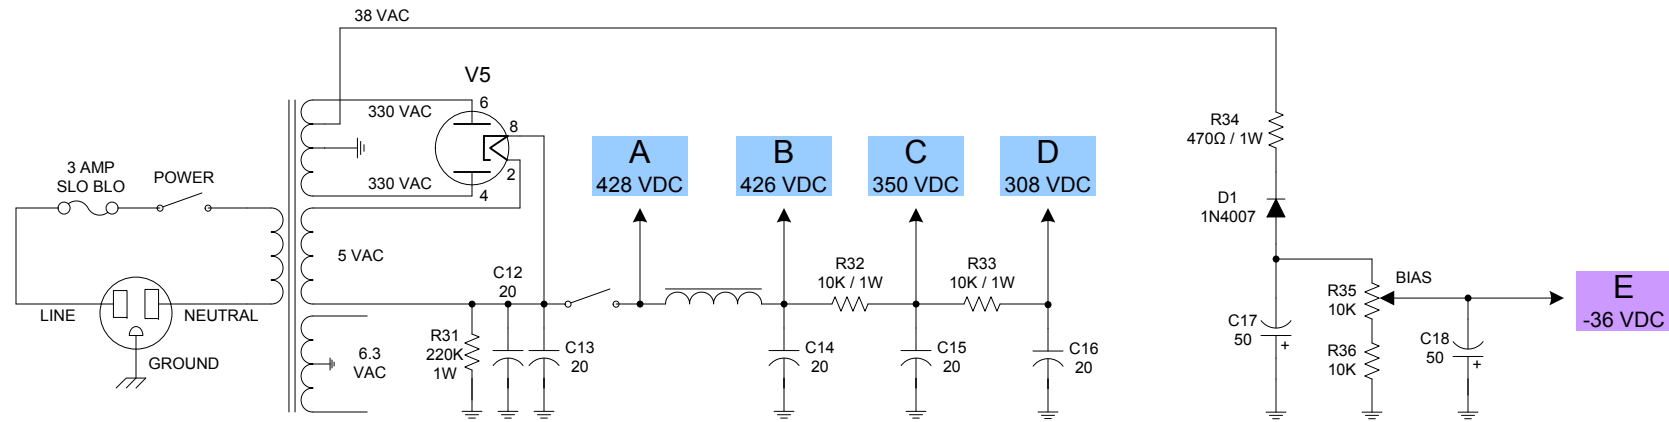 38 VAC
V5
330 VAC
6
8
2
330 VAC
4
3 AMP
SLO BLO
POWER
5 VAC
LINE
NEUTRAL
GROUND
6.3
VAC
C12
20
R31
220K
1W
C13
20
A
428 VDC
B
426 VDC
C
350 VDC
D
308 VDC
R32
10K / 1W
R33
10K / 1W
C14
20
C15
20
C16
20
R34
470Ω / 1W
D1
1N4007
BIAS
R35
10K
R36
10K
C17
50
+
C18
50
+
E
-36 VDC